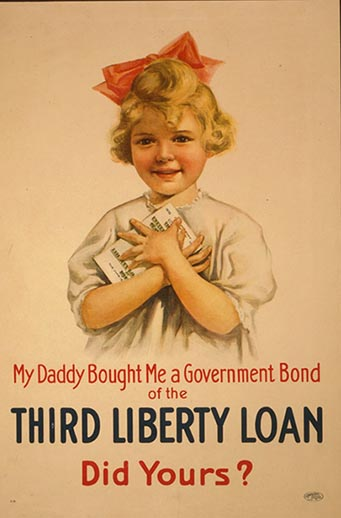 My Daddy Bought Me a Government Bond
of the
THIRD LIBERTY LOAN
Did Yours?